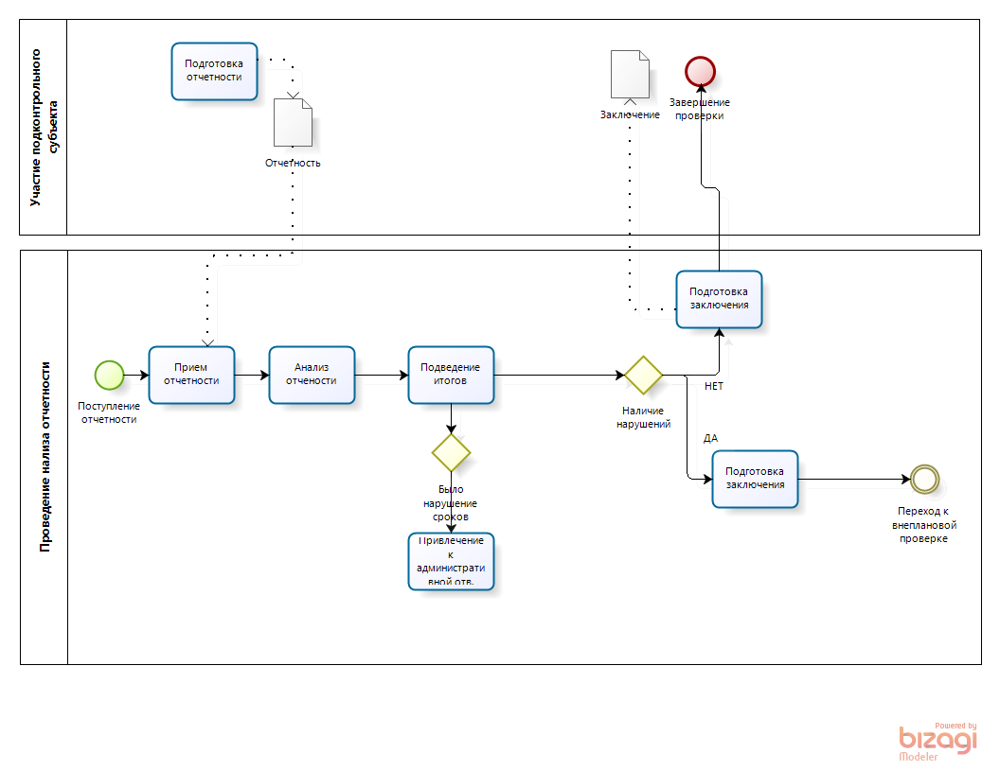 Участие подконтрольного
субъекта
Подготовка
отчетности
Отчетность
Заключение
Завершение
проверки
Проведение нализа отчетности
Поступление
отчетности
Прием
отчетности
Анализ
отчености
Подведение
итогов
Было
нарушение
сроков
Привлечение
к
администрати
вной отв.
Наличие
нарушений
Подготовка
заключения
НЕТ
ДА
Подготовка
заключения
Переход к
внеплановой
проверке
Powered by
bizagi
Modeler